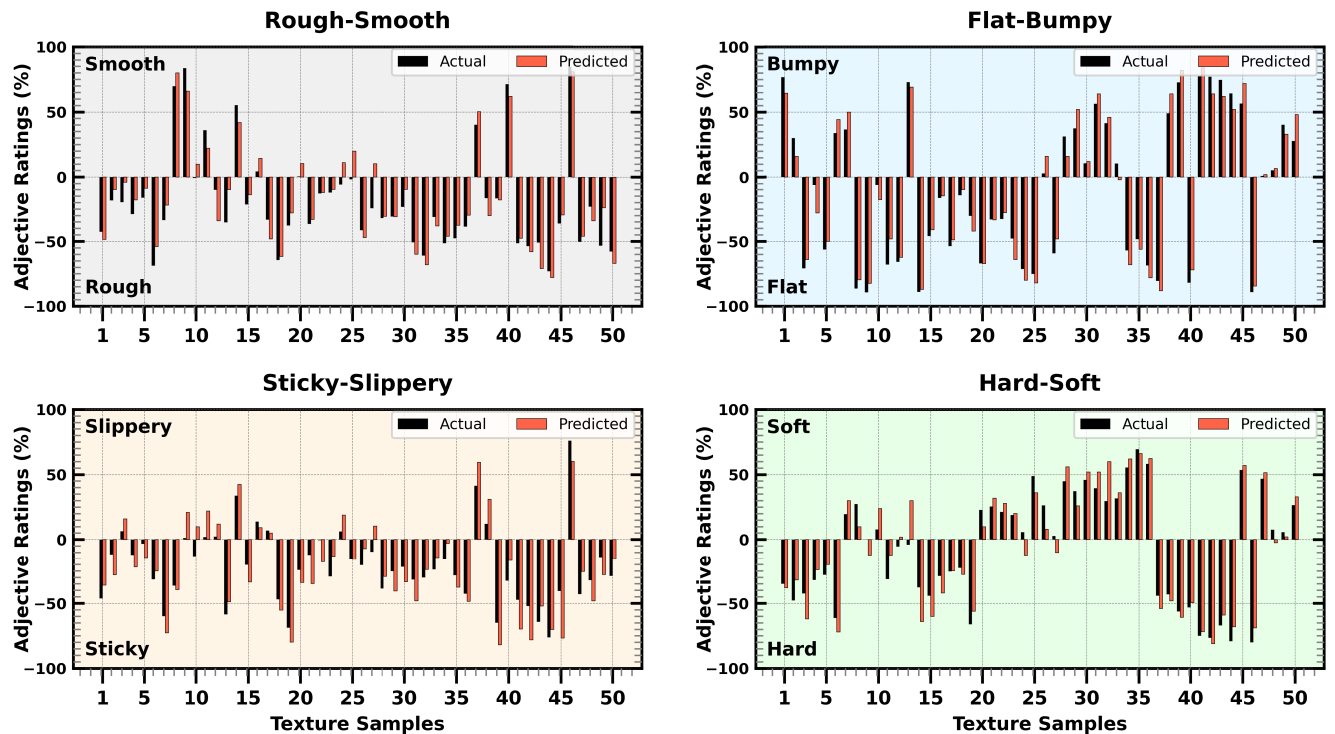 Rough-Smooth
Adjective Ratings (%)
100
50
0
−50
−100
Smooth
Rough
Actual Predicted
1 5 10 15 20 25 30 35 40 45 50
Flat-Bumpy
Adjective Ratings (%)
100
50
0
−50
−100
Bumpy
Flat
Actual Predicted
1 5 10 15 20 25 30 35 40 45 50
Sticky-Slippery
Adjective Ratings (%)
100
50
0
−50
−100
Slippery
Sticky
Actual Predicted
1 5 10 15 20 25 30 35 40 45 50
Texture Samples
Hard-Soft
Adjective Ratings (%)
100
50
0
−50
−100
Soft
Hard
Actual Predicted
1 5 10 15 20 25 30 35 40 45 50
Texture Samples